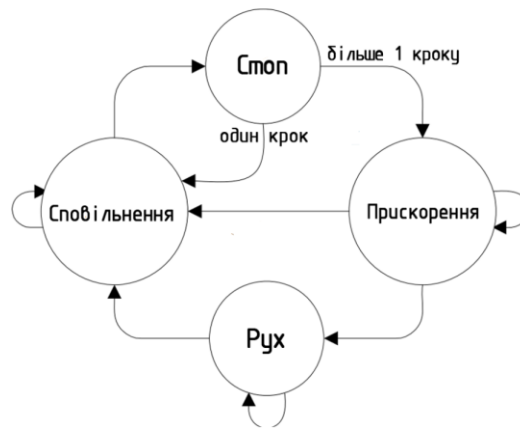 Стоп
більше 1 кроку
один крок
Сповільнення
Прискорення
Рух